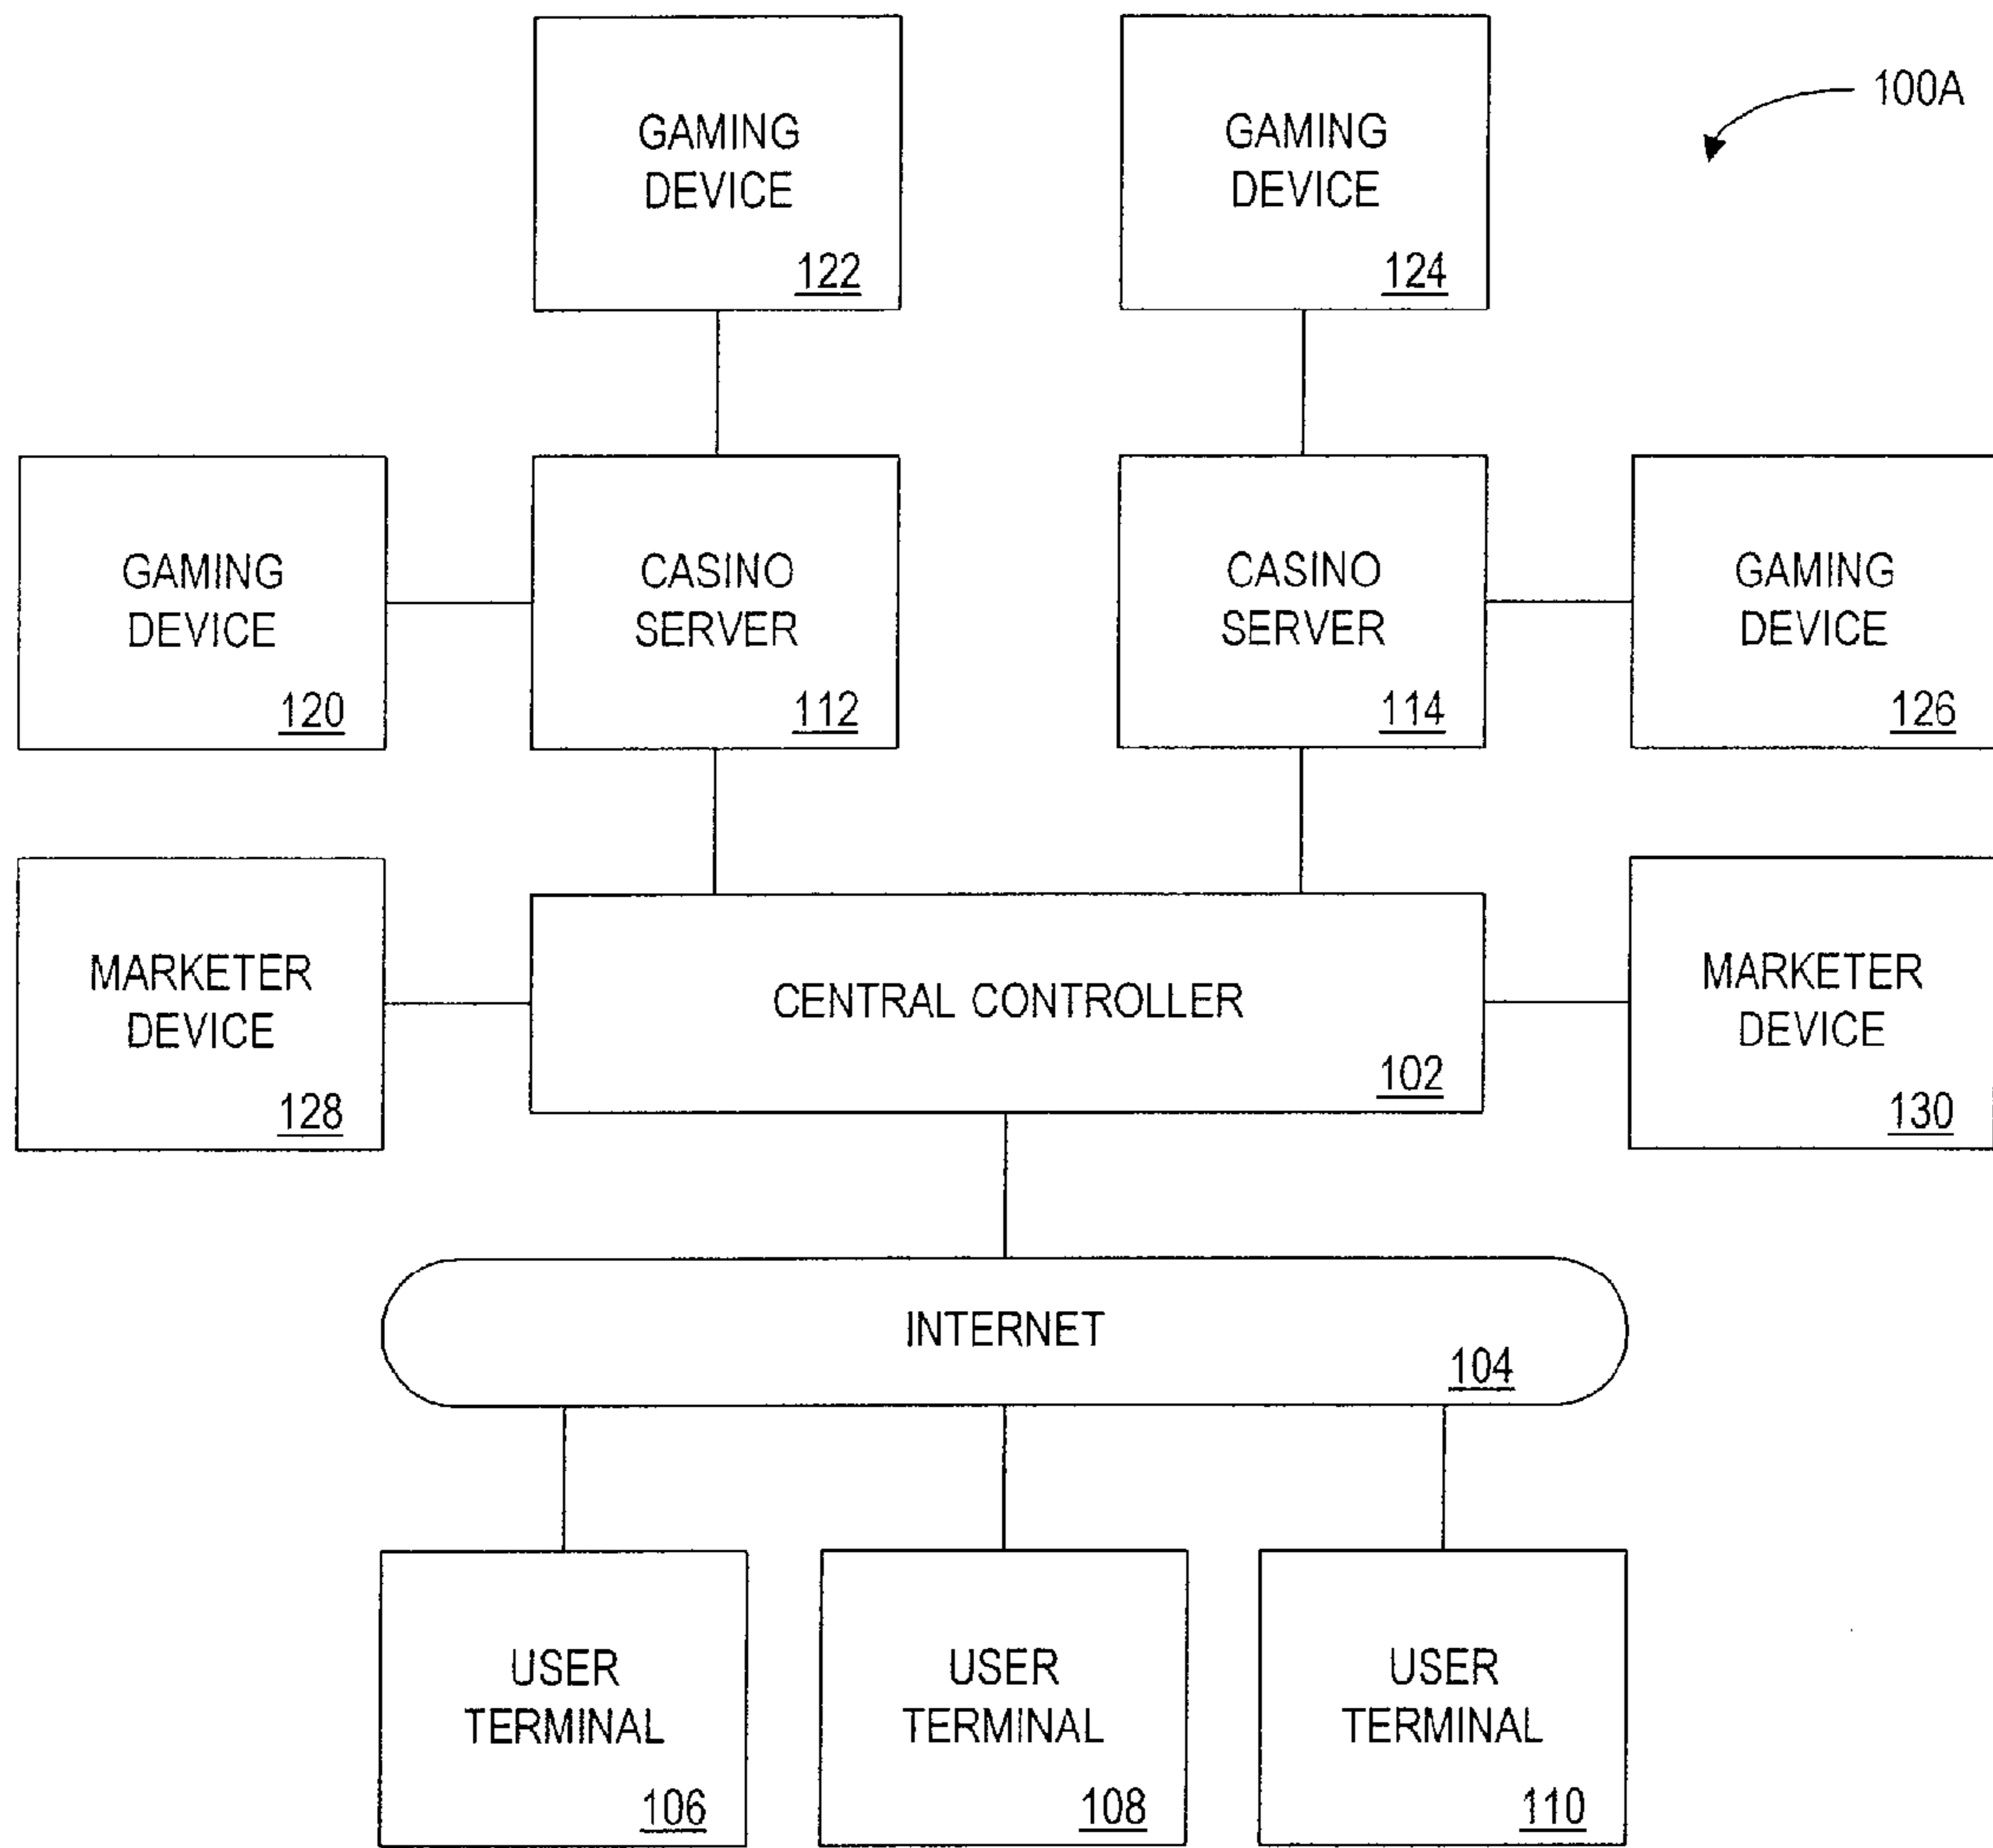 GAMING
DEVICE
122
GAMING
DEVICE
124
100A
GAMING
DEVICE
120
CASINO
SERVER
112
CASINO
SERVER
114
GAMING
DEVICE
126
MARKETER
DEVICE
128
CENTRAL CONTROLLER
102
MARKETER
DEVICE
130
INTERNET
104
USER
TERMINAL
106
USER
TERMINAL
108
USER
TERMINAL
110